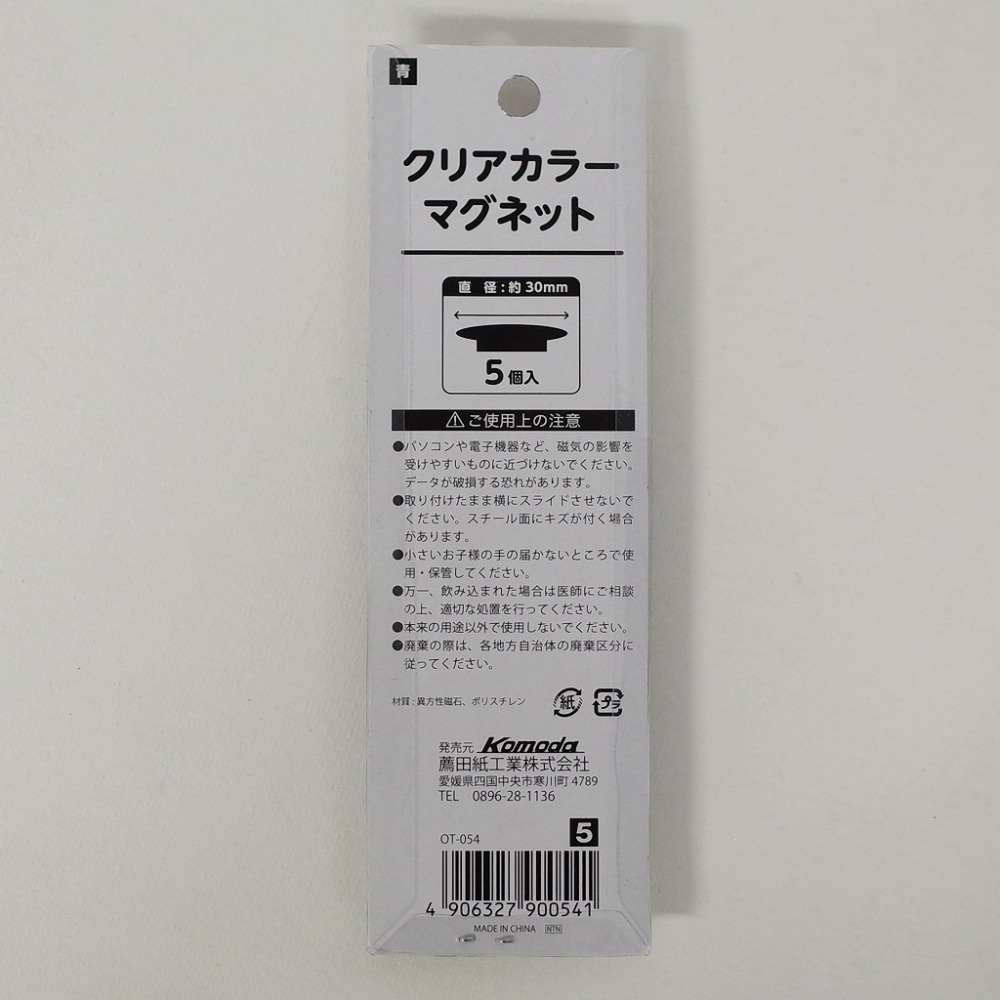 青
クリアカラー
マグネット
直 径:約 30mm
5個入
⚠ご使用上の注意
●パソコンや電子機器など、磁気の影響を
受けやすいものに近づけないでください。
データが破損する恐れがあります。
●取り付けたまま横にスライドさせないで
ください。スチール面にキズが付く場合
があります。
●小さいお子様の手の届かないところで使
用・保管してください。
●万一、飲み込まれた場合は医師にご相談
の上、適切な処置を行ってください。
●本来の用途以外で使用しないでください。
●廃棄の際は、各地方自治体の廃棄区分に
従ってください。
材質:異方性磁石、ポリスチレン
紙 プラ
発売元 Komoda
薦田紙工業株式会社
愛媛県四国中央市寒川町 4789
TEL 0896-28-1136
OT-054 5
4 906327 900541
MADE IN CHINA NTN